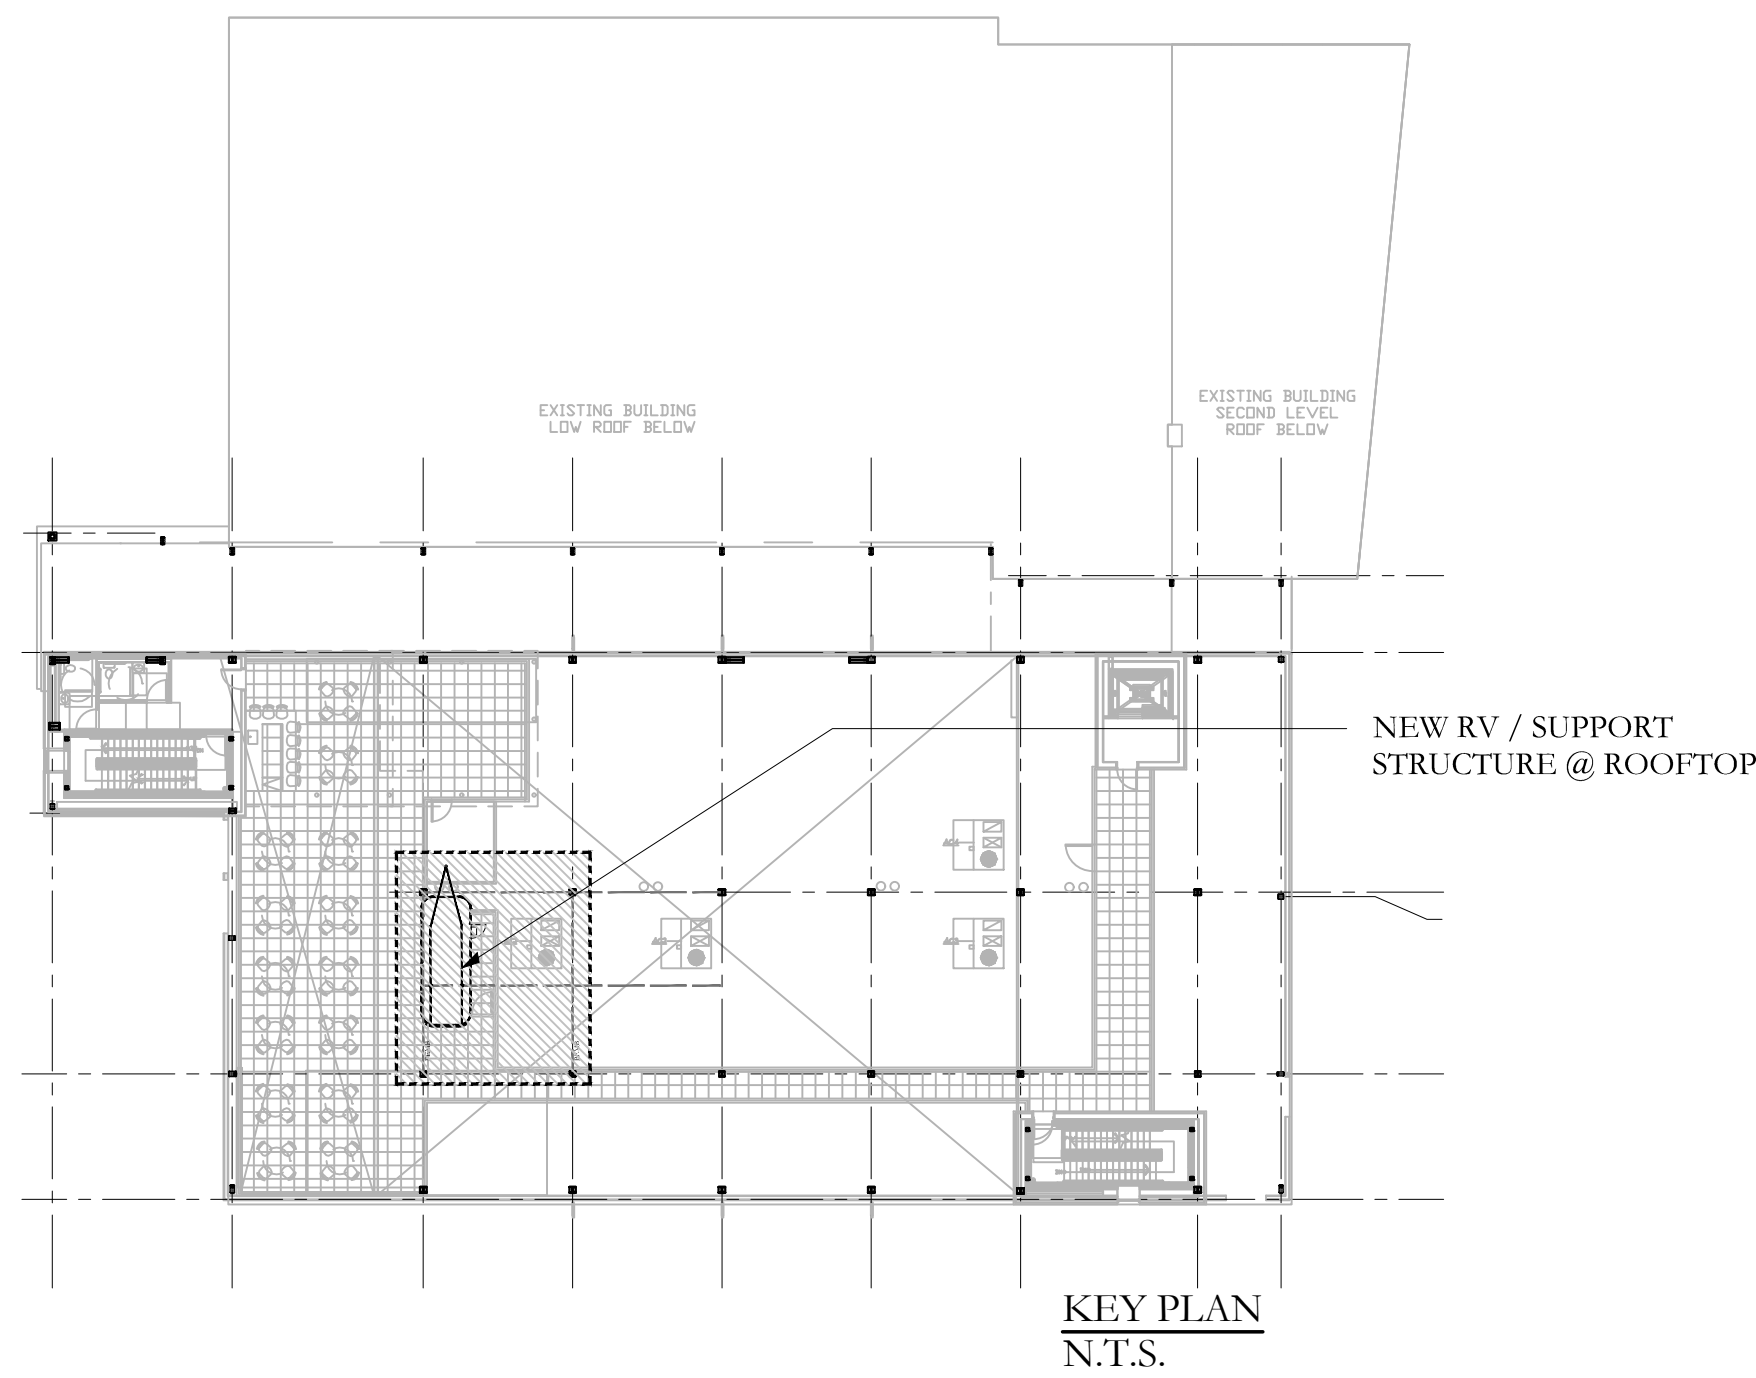 EXISTING BUILDING
LOW ROOF BELOW
EXISTING BUILDING
SECOND LEVEL
ROOF BELOW
NEW RV / SUPPORT
STRUCTURE @ ROOFTOP
KEY PLAN
N.T.S.